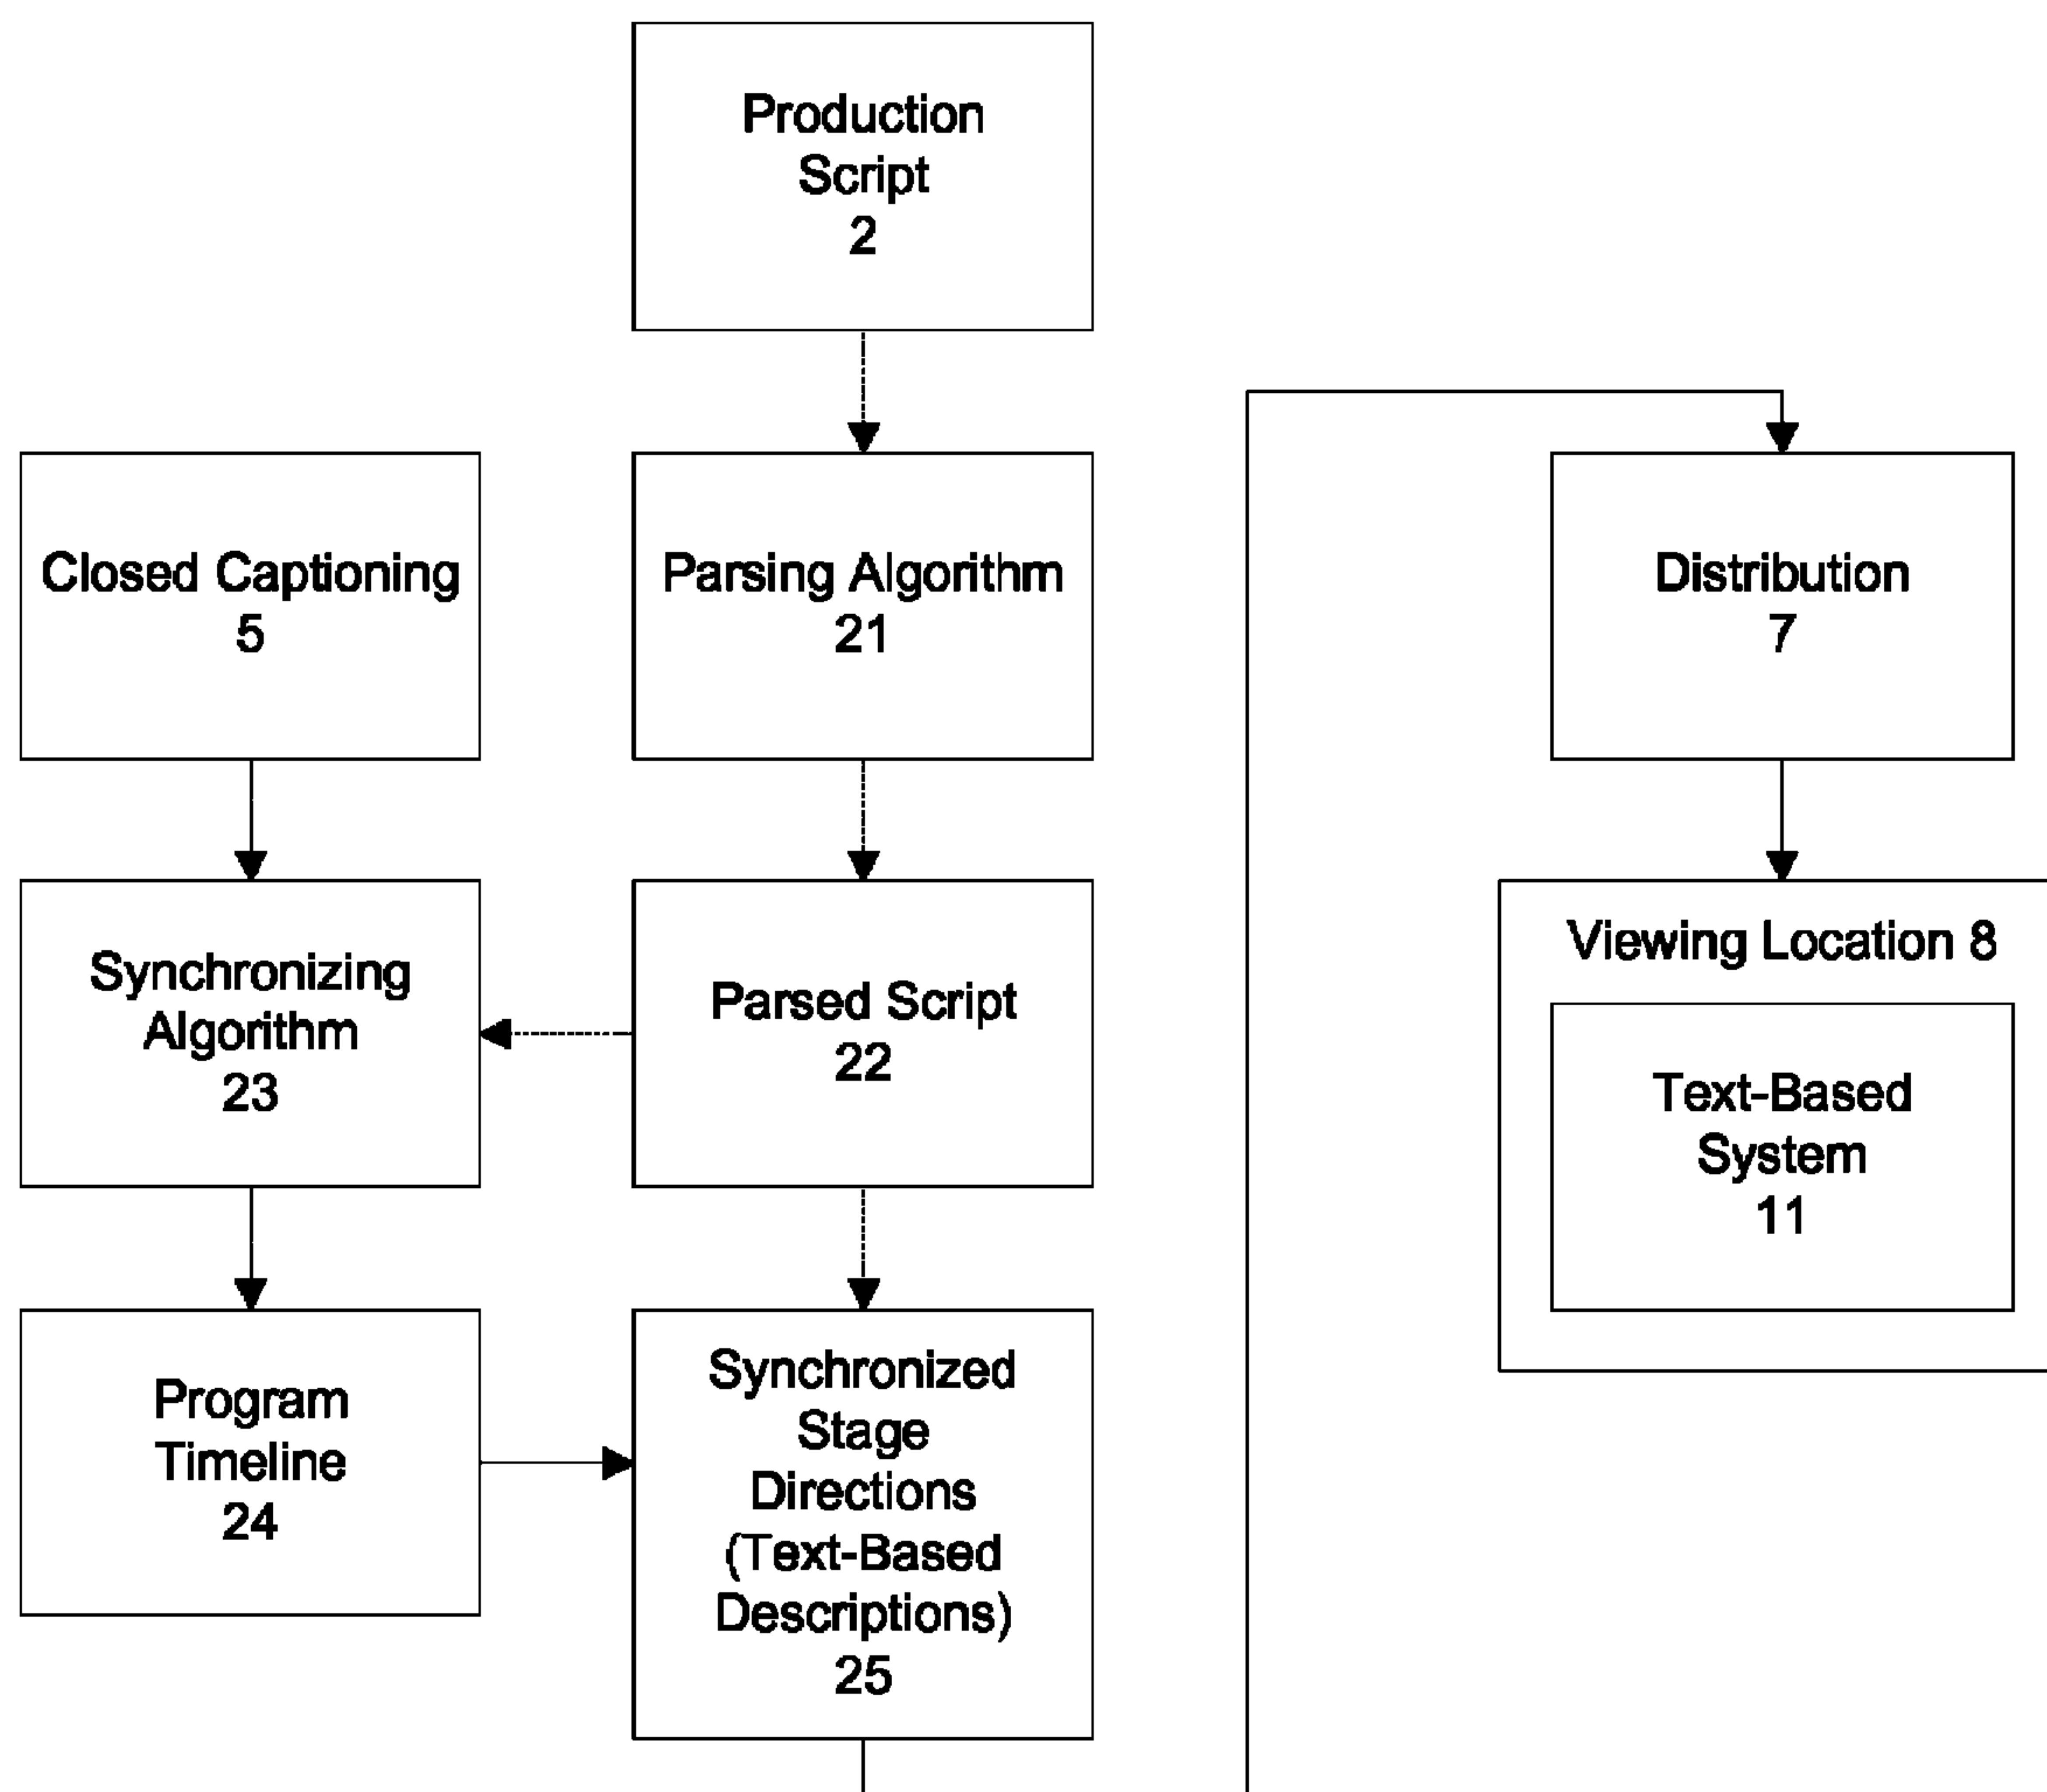 Production
Script
2
Closed Captioning
5
Parsing Algorithm
21
Distribution
7
Synchronizing
Algorithm
23
Parsed Script
22
Viewing Location 8
Text-Based
System
11
Program
Timeline
24
Synchronized
Stage
Directions
(Text-Based
Descriptions)
25